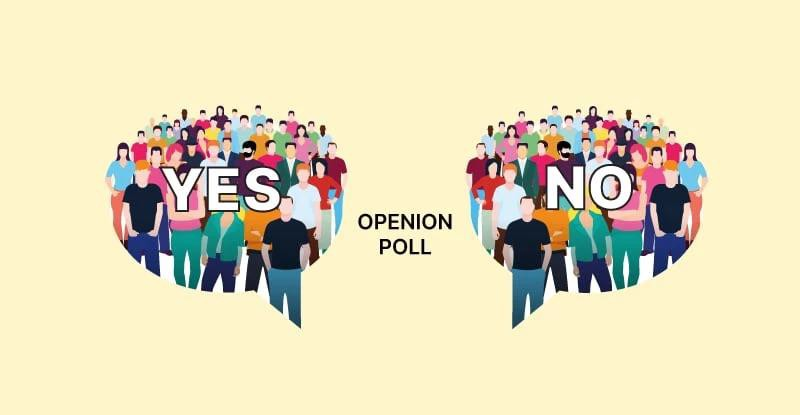 YES
OPENION
POLL
NO